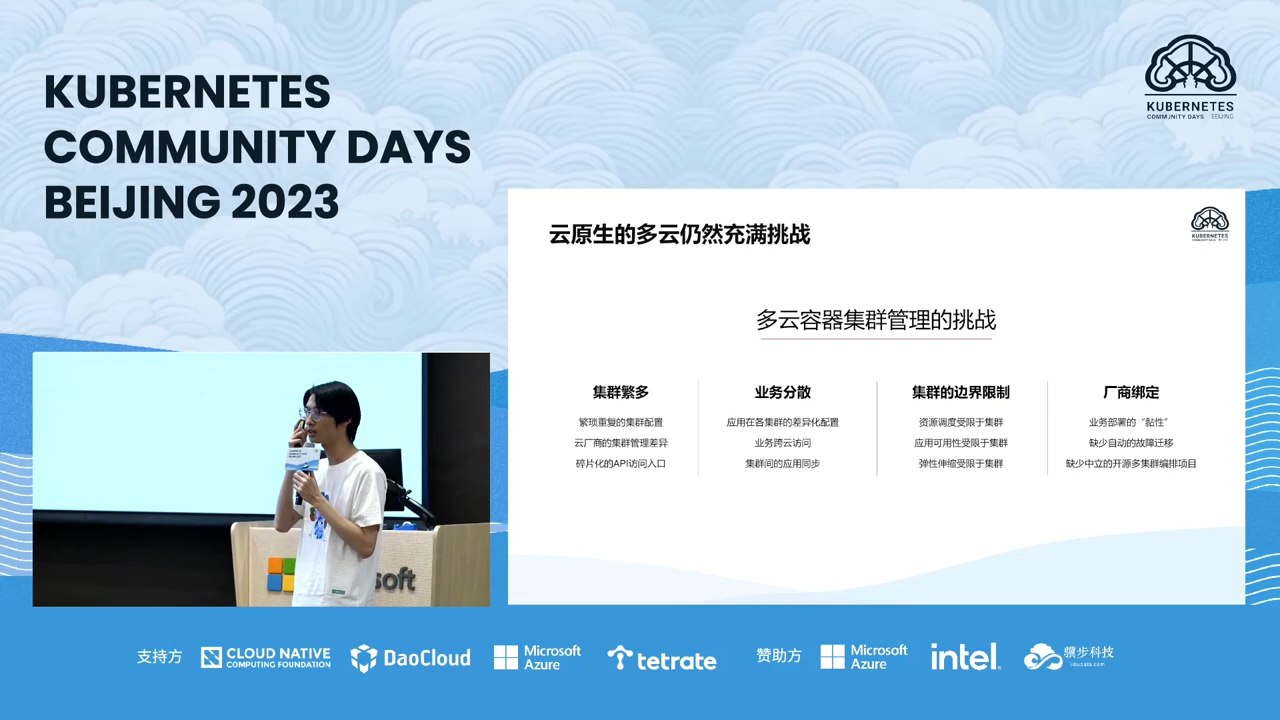 KUBERNETES
COMMUNITY DAYS
BEIJING 2023
KUBERNETES
COMMUNITY DAYS BEIJING
云原生的多云仍然充满挑战
KUBERNETES
多云容器集群管理的挑战
集群繁多
繁琐重复的集群配置
云厂商的集群管理差异
碎片化的API访问入口
业务分散
应用在各集群的差异化配置
业务跨云访问
集群间的应用同步
集群的边界限制
资源调度受限于集群
应用可用性受限于集群
弹性伸缩受限于集群
厂商绑定
业务部署的“黏性”
缺少自动的故障迁移
缺少中立的开源多集群编排项目
soft
支持方
CLOUD NATIVE
COMPUTING FOUNDATION
DaoCloud
Microsoft
Azure
tetrate
赞助方
Microsoft
Azure
intel.
骥步科技